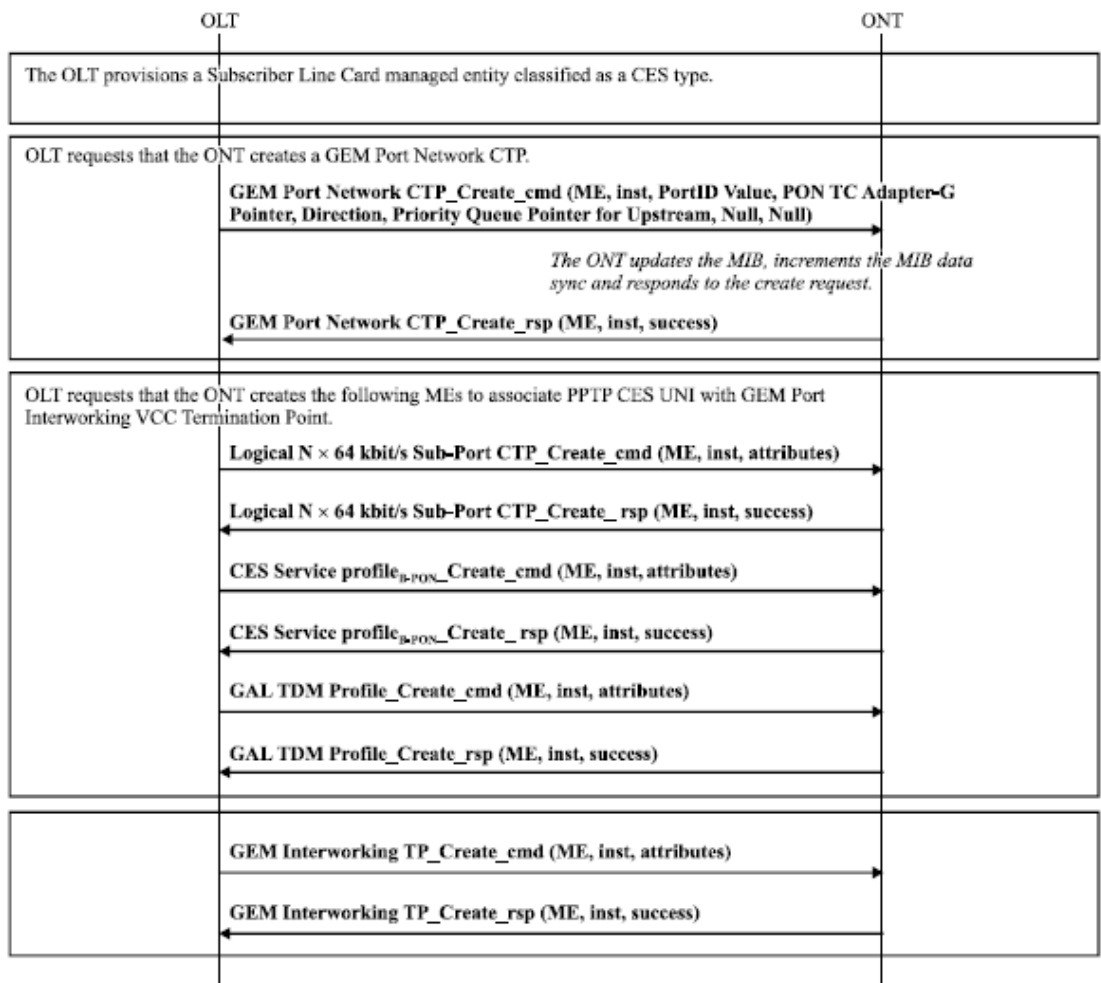 OLT ONT
The OLT provisions a Subscriber Line Card managed entity classified as a CES type.
OLT requests that the ONT creates a GEM Port Network CTP.
GEM Port Network CTP_Create_cmd (ME, inst, PortID Value, PON TC Adapter-G
Pointer, Direction, Priority Queue Pointer for Upstream, Null, Null)
The ONT updates the MIB, increments the MIB data
sync and responds to the create request.
GEM Port Network CTP_Create_rsp (ME, inst, success)
OLT requests that the ONT creates the following MEs to associate PPTP CES UNI with GEM Port
Interworking VCC Termination Point.
Logical N × 64 kbit/s Sub-Port CTP_Create_cmd (ME, inst, attributes)
Logical N × 64 kbit/s Sub-Port CTP_Create_ rsp (ME, inst, success)
CES Service profile_B-PON_Create_cmd (ME, inst, attributes)
CES Service profile_B-PON_Create_ rsp (ME, inst, success)
GAL TDM Profile_Create_cmd (ME, inst, attributes)
GAL TDM Profile_Create_rsp (ME, inst, success)
GEM Interworking TP_Create_cmd (ME, inst, attributes)
GEM Interworking TP_Create_rsp (ME, inst, success)